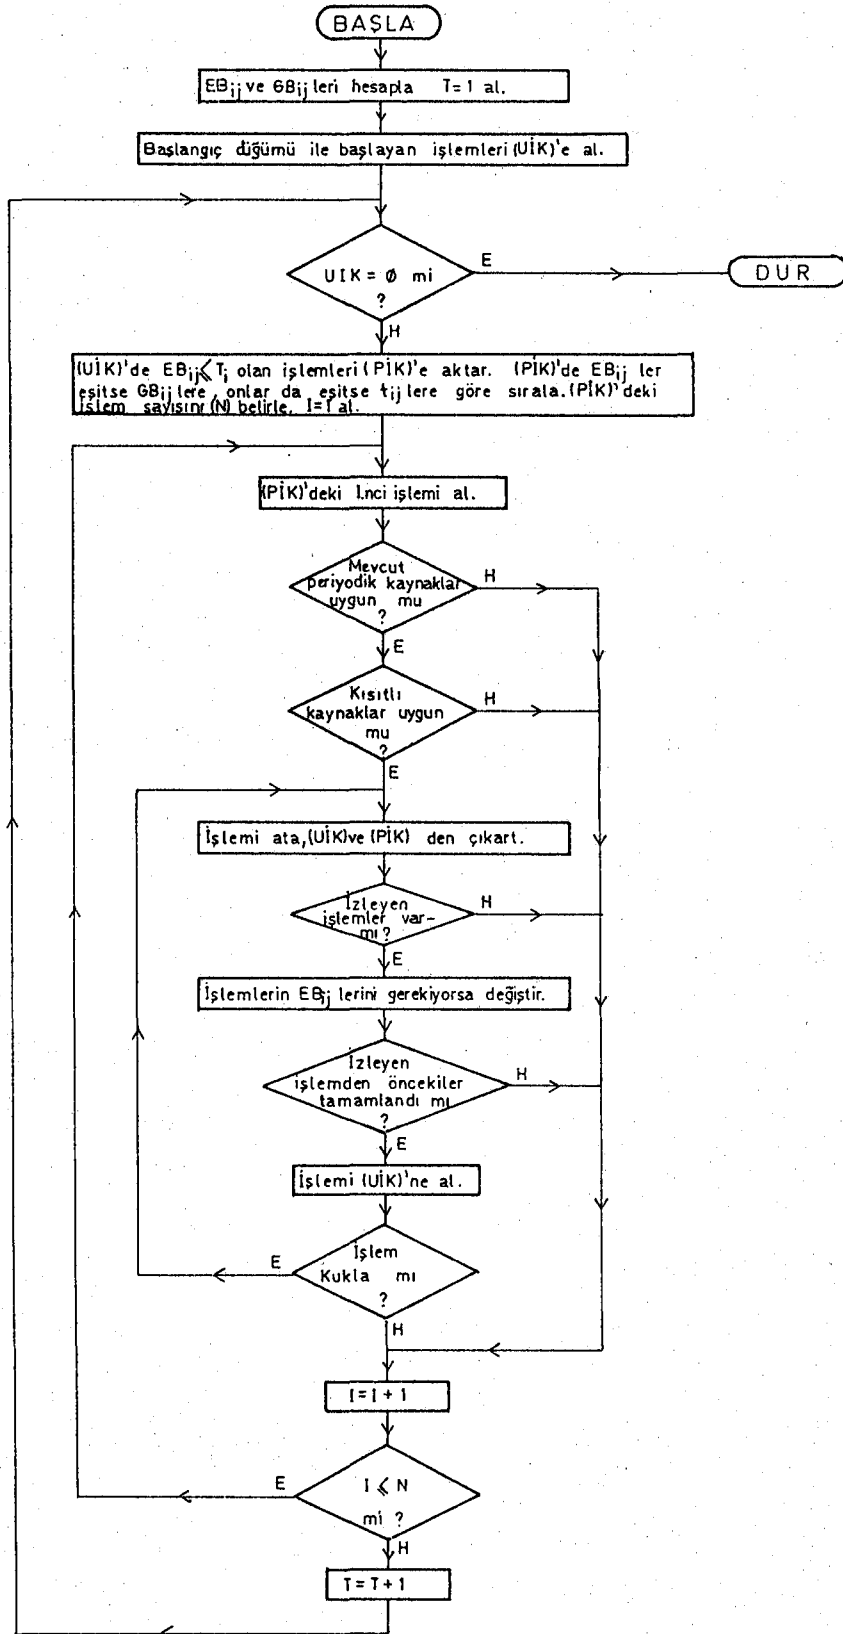 BAŞLA
EBij ve GBij leri hesapla T=1 al.
Başlangıç düğümü ile başlayan işlemleri (UİK)'e al.
UIK = Ø mi
?
E
DUR
H
(UİK)'de EBij ⩽ Ti olan işlemleri (PİK)'e aktar. (PİK)'de EBij ler
eşitse GBij lere, onlar da eşitse tij lere göre sırala. (PİK)'deki
işlem sayısını (N) belirle. I=1 al.
(PİK)'deki I.nci işlemi al.
Mevcut
periyodik kaynaklar
uygun mu
?
H
E
Kısıtlı
kaynaklar uygun
mu
?
H
E
İşlemi ata,(UİK)ve (PİK) den çıkart.
İzleyen
işlemler var-
mı?
H
E
İşlemlerin EBij lerini gerekiyorsa değiştir.
İzleyen
işlemden öncekiler
tamamlandı mı
?
H
E
İşlemi (UİK)'ne al.
İşlem
Kukla mı
?
E
H
I=I+1
I ⩽ N
mi ?
E
H
T=T+1